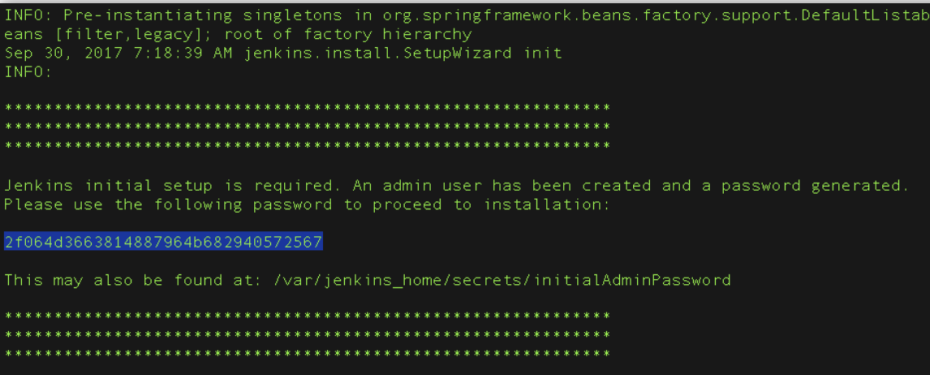 INFO: Pre-instantiating singletons in org.springframework.beans.factory.support.DefaultListab
eans [filter,legacy]; root of factory hierarchy
Sep 30, 2017 7:18:39 AM jenkins.install.SetupWizard init
INFO:
*************************************************************
*************************************************************
*************************************************************
Jenkins initial setup is required. An admin user has been created and a password generated.
Please use the following password to proceed to installation:
2f064d3663814887964b682940572567
This may also be found at: /var/jenkins_home/secrets/initialAdminPassword
*************************************************************
*************************************************************
*************************************************************